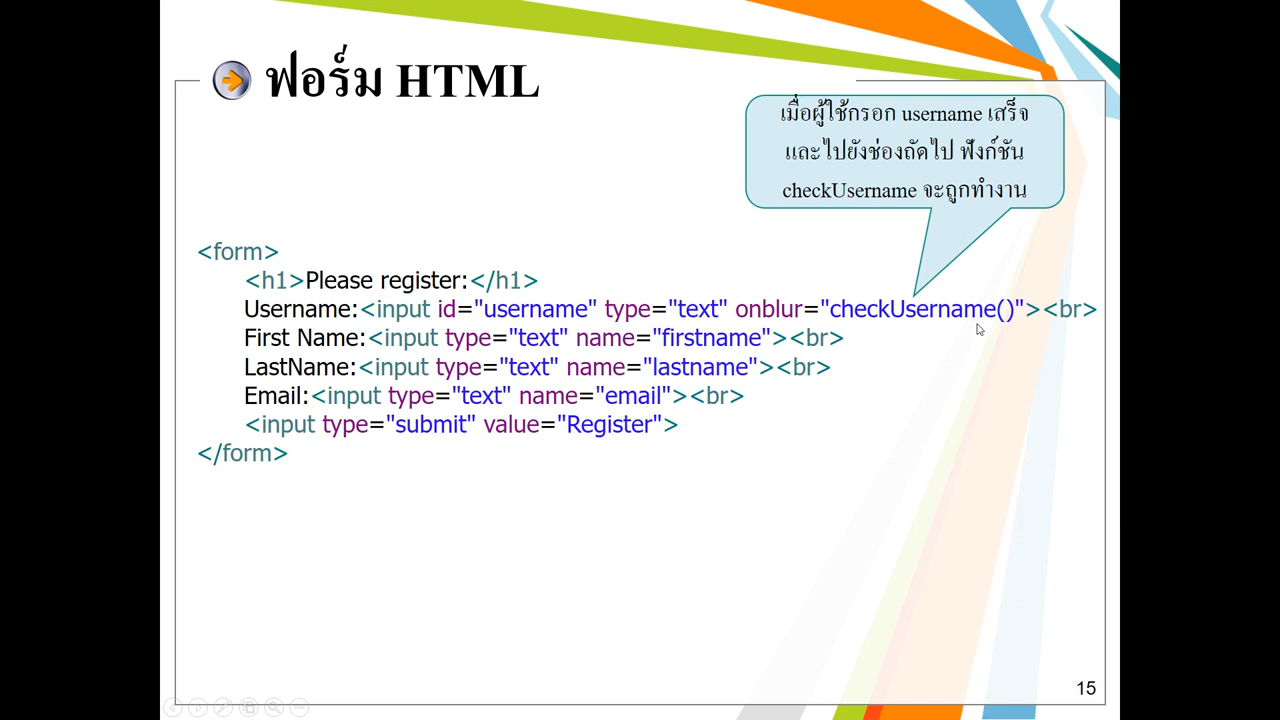 ฟอร์ม HTML
เมื่อผู้ใช้กรอก username เสร็จ
และไปยังช่องถัดไป ฟังก์ชัน
checkUsername จะถูกทำงาน
<form>
<h1>Please register:</h1>
Username:<input id="username" type="text" onblur="checkUsername()"><br>
First Name:<input type="text" name="firstname"><br>
LastName:<input type="text" name="lastname"><br>
Email:<input type="text" name="email"><br>
<input type="submit" value="Register">
</form>
15